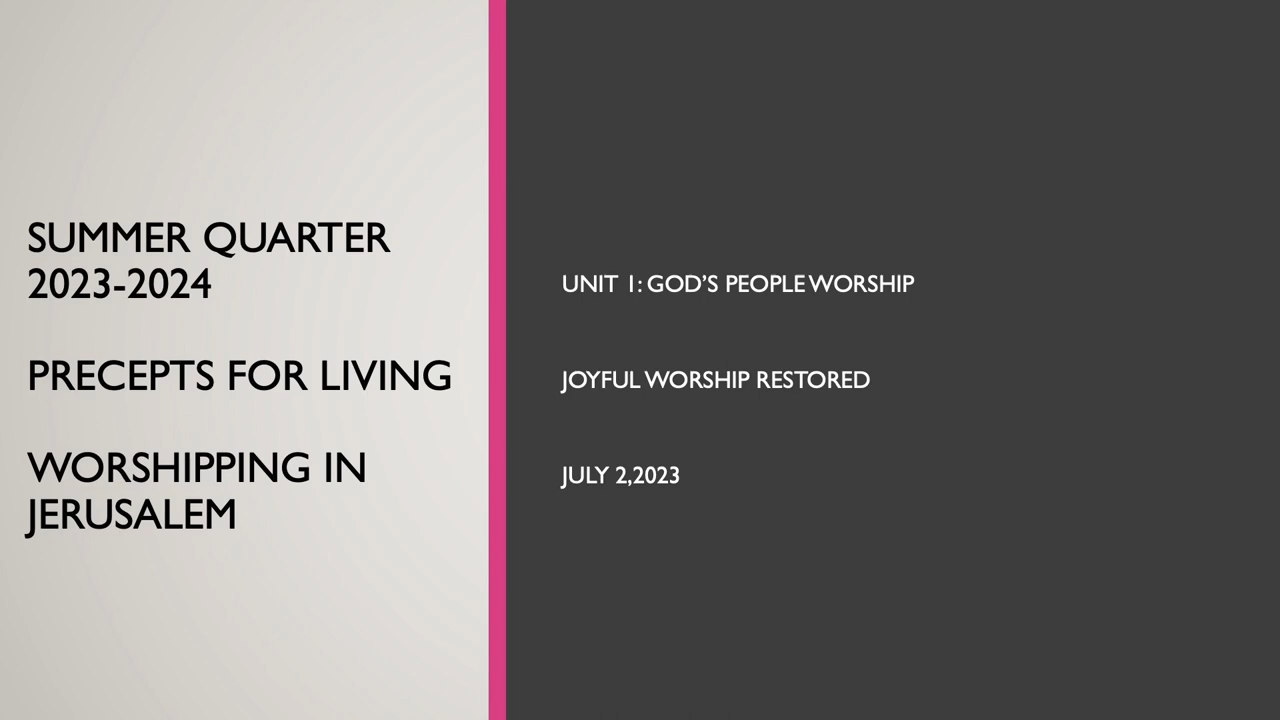 SUMMER QUARTER
2023-2024
PRECEPTS FOR LIVING
WORSHIPPING IN
JERUSALEM
UNIT 1: GOD’S PEOPLE WORSHIP
JOYFUL WORSHIP RESTORED
JULY 2,2023